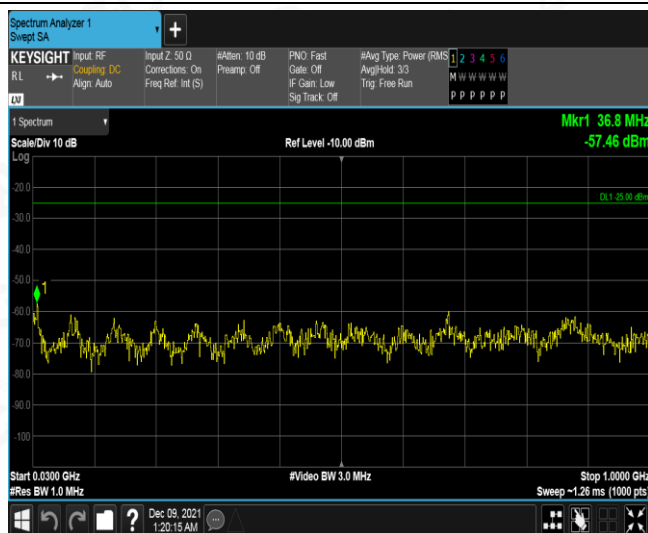 Spectrum Analyzer 1
Swept SA
+
KEYSIGHT
RL
LXI
Input: RF
Coupling: DC
Align: Auto
Input Z: 50 Ω
Corrections: On
Freq Ref: Int (S)
#Atten: 10 dB
Preamp: Off
PNO: Fast
Gate: Off
IF Gain: Low
Sig Track: Off
#Avg Type: Power (RMS
Avg|Hold: 3/3
Trig: Free Run
1 2 3 4 5 6
M W W W W W
P P P P P P
1 Spectrum
Scale/Div 10 dB
Log
Ref Level -10.00 dBm
Mkr1 36.8 MHz
-57.46 dBm
DL1 -25.00 dBm
-20.0
-30.0
-40.0
-50.0
1
-60.0
-70.0
-80.0
-90.0
-100
Start 0.0300 GHz
#Res BW 1.0 MHz
#Video BW 3.0 MHz
Stop 1.0000 GHz
Sweep ~1.26 ms (1000 pts)
?
Dec 09, 2021
1:20:15 AM